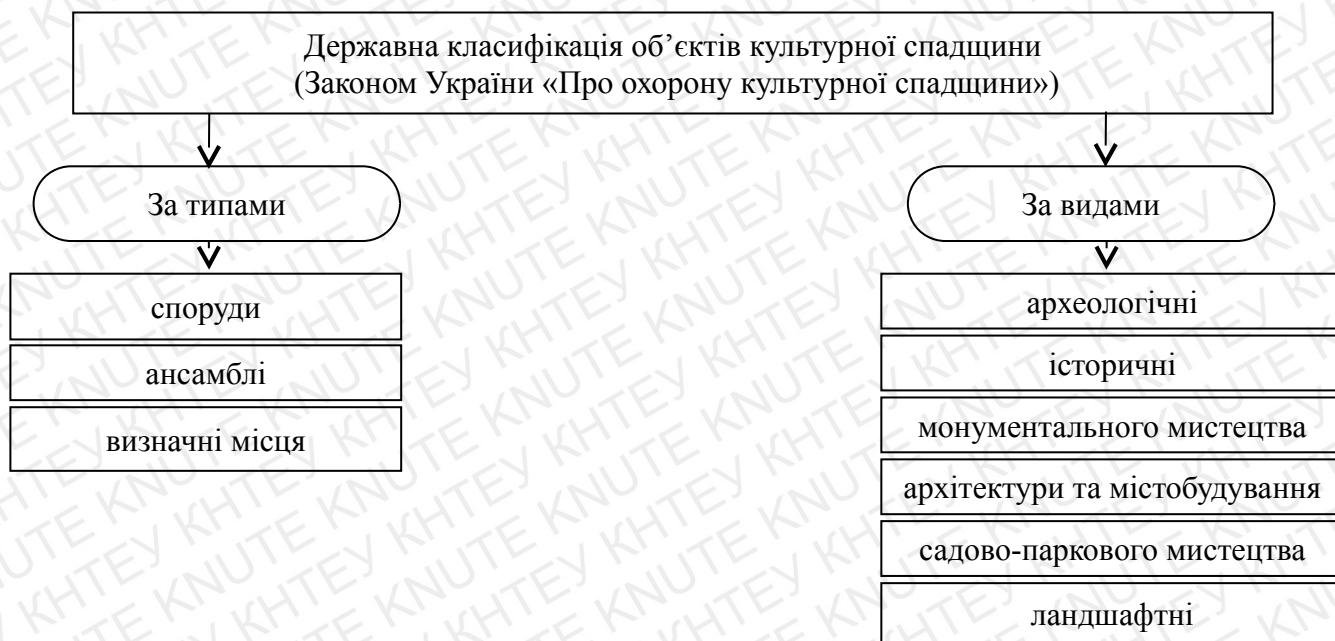 Державна класифікація об’єктів культурної спадщини
(Законом України «Про охорону культурної спадщини»)
За типами
споруди
ансамблі
визначні місця
За видами
археологічні
історичні
монументального мистецтва
архітектури та містобудування
садово-паркового мистецтва
ландшафтні